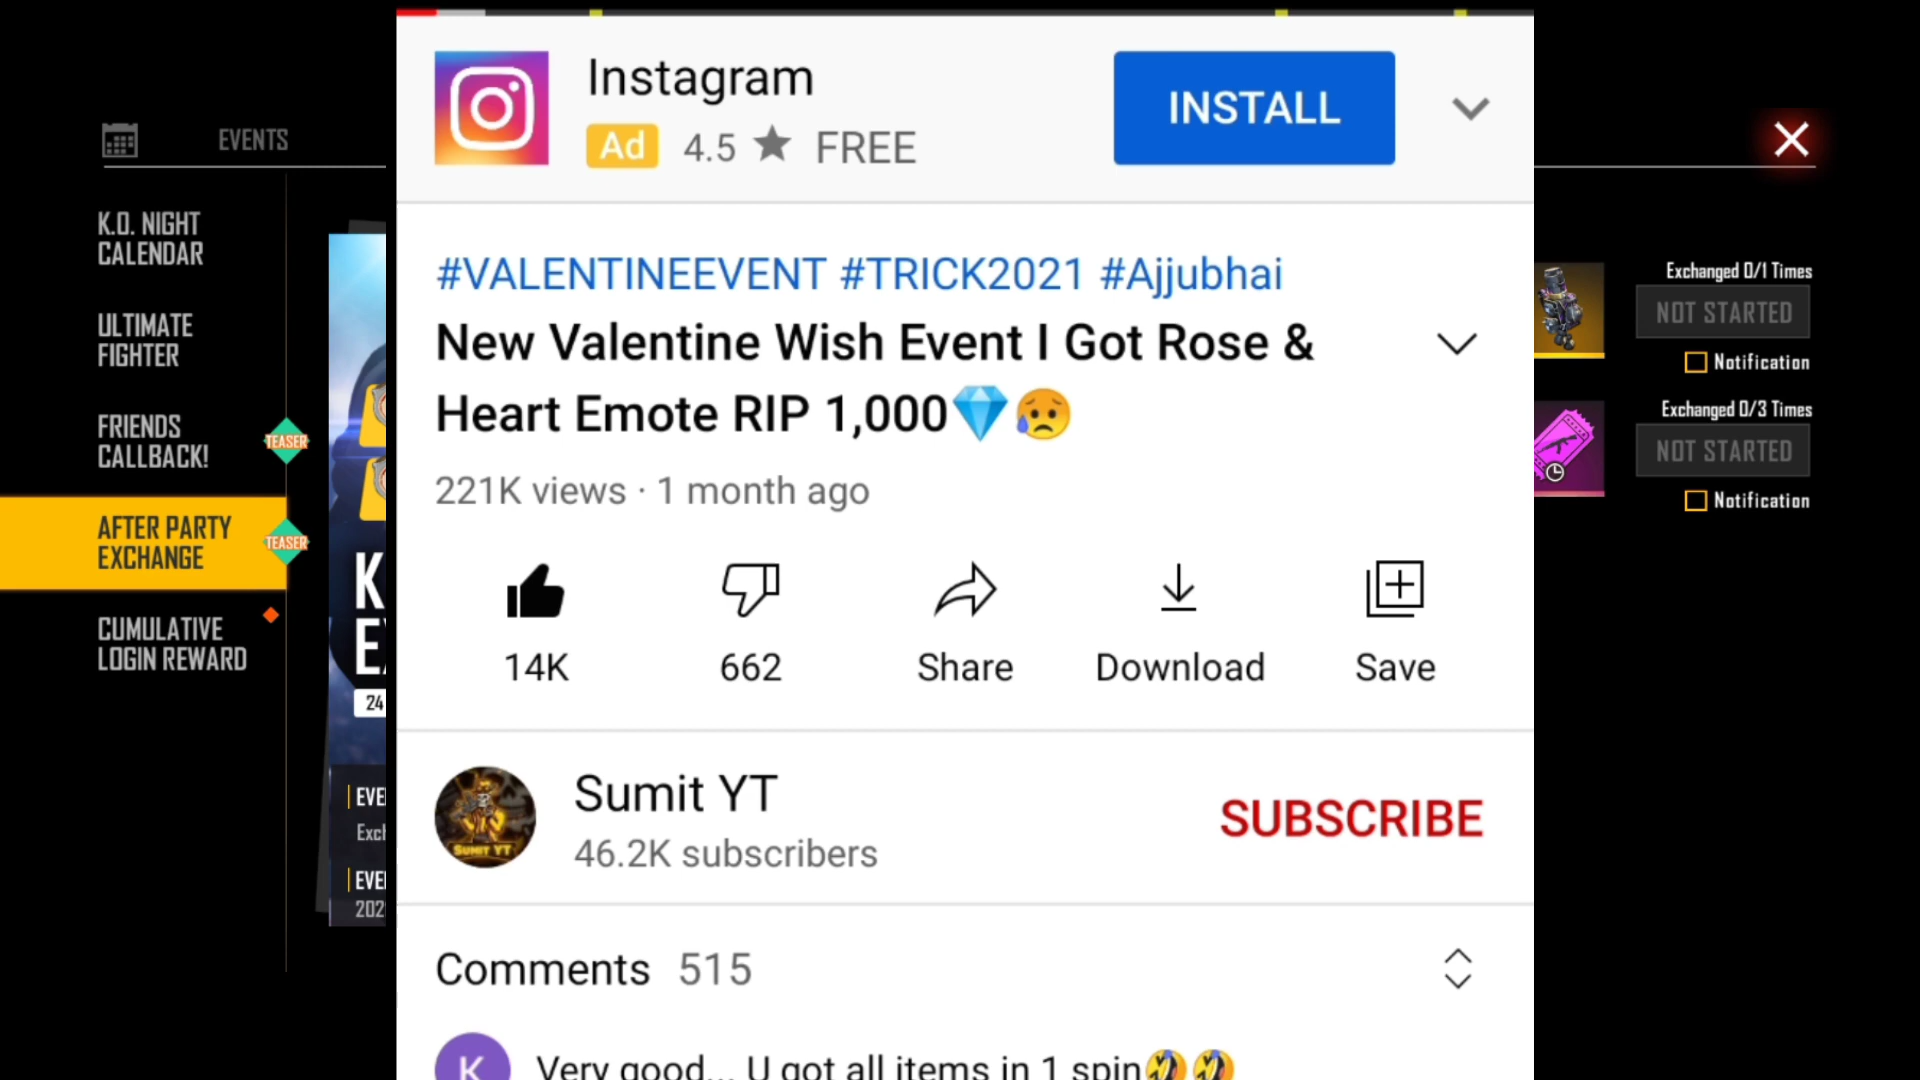 EVENTS
K.O. NIGHT
CALENDAR
ULTIMATE
FIGHTER
FRIENDS
CALLBACK!
TEASER
AFTER PARTY
EXCHANGE
TEASER
CUMULATIVE
LOGIN REWARD
24
Instagram
Ad 4.5 ★ FREE
INSTALL
#VALENTINEEVENT #TRICK2021 #Ajjubhai
New Valentine Wish Event I Got Rose &
Heart Emote RIP 1,000💎😥
221K views · 1 month ago
14K
662
Share
Download
Save
Sumit YT
SUMIT YT
46.2K subscribers
SUBSCRIBE
Comments 515
K
Very good... U got all items in 1 spin🤣🤣
Exchanged 0/1 Times
NOT STARTED
Notification
Exchanged 0/3 Times
NOT STARTED
Notification